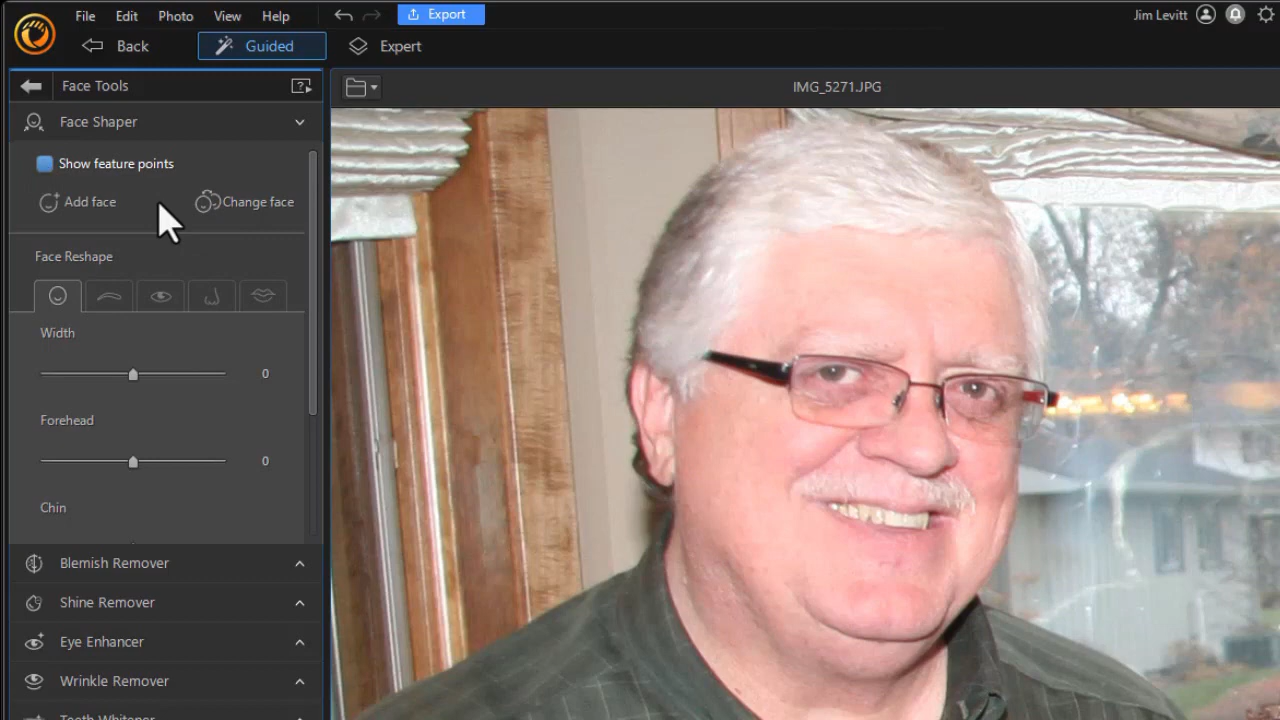 File Edit Photo View Help Export Jim Levitt
Back Guided Expert
Face Tools
IMG_5271.JPG
Face Shaper
Show feature points
Add face Change face
Face Reshape
Width
0
Forehead
0
Chin
Blemish Remover
Shine Remover
Eye Enhancer
Wrinkle Remover
Teeth Whitener